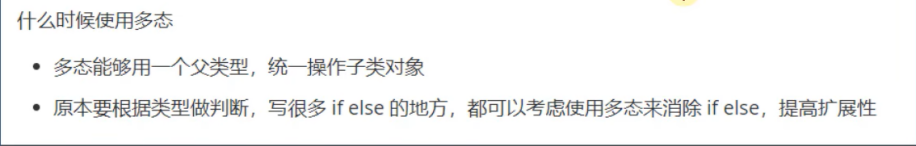 什么时候使用多态
• 多态能够用一个父类型，统一操作子类对象
• 原本要根据类型做判断，写很多 if else 的地方，都可以考虑使用多态来消除 if else，提高扩展性